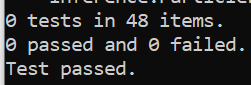 0 tests in 48 items.
0 passed and 0 failed.
Test passed.